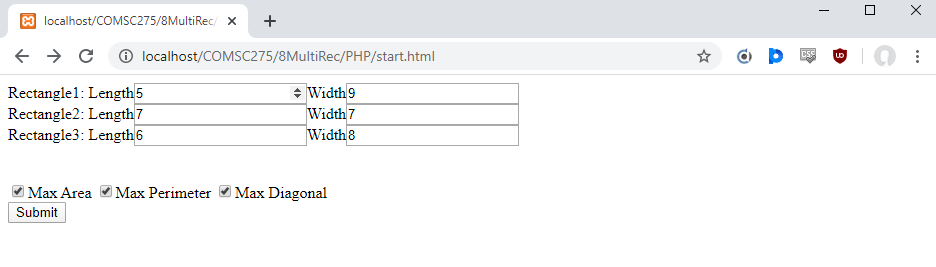 localhost/COMSC275/8MultiRec/
localhost/COMSC275/8MultiRec/PHP/start.html
Rectangle1: Length 5 Width 9
Rectangle2: Length 7 Width 7
Rectangle3: Length 6 Width 8
Max Area Max Perimeter Max Diagonal
Submit